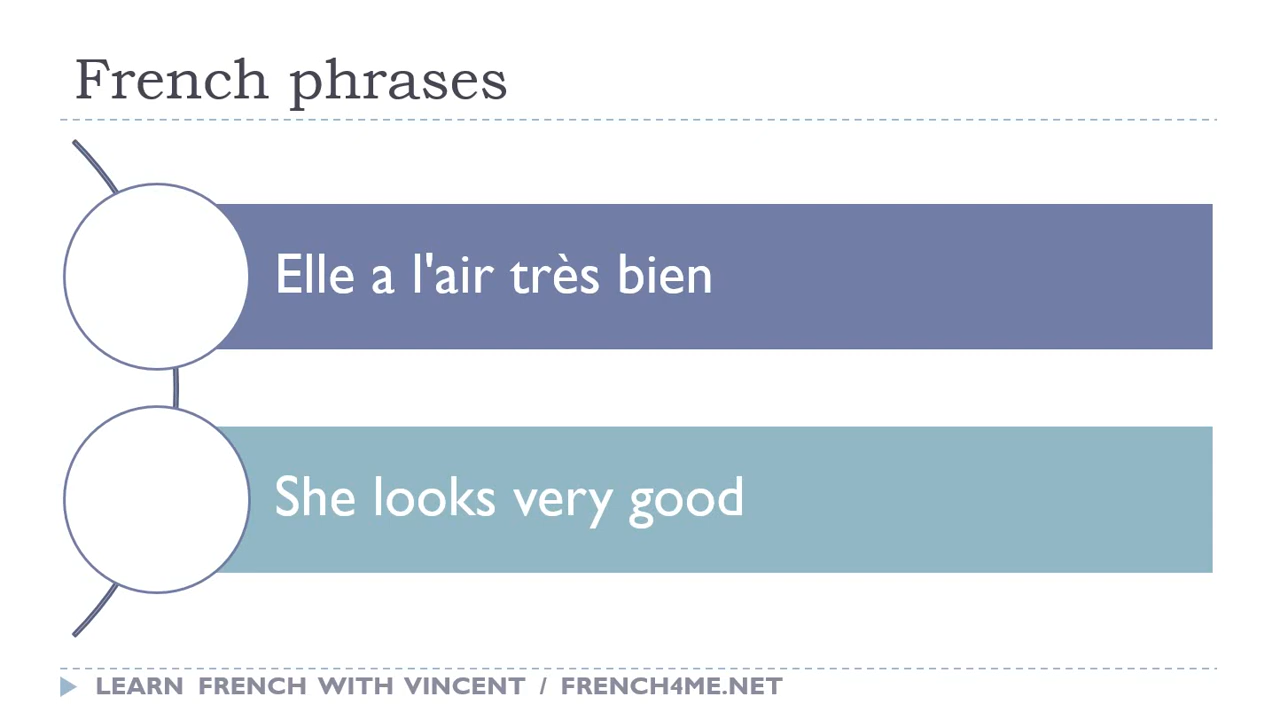 French phrases
Elle a l'air très bien
She looks very good
LEARN FRENCH WITH VINCENT / FRENCH4ME.NET